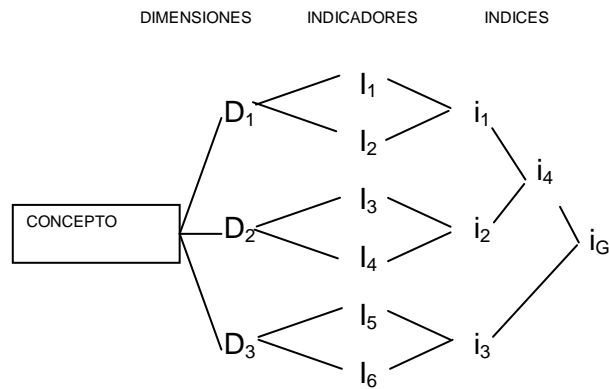 DIMENSIONES INDICADORES INDICES
I₁
D₁ i₁
I₂
i₄
I₃
CONCEPTO D₂ i₂
iG
I₄
I₅
D₃ i₃
I₆